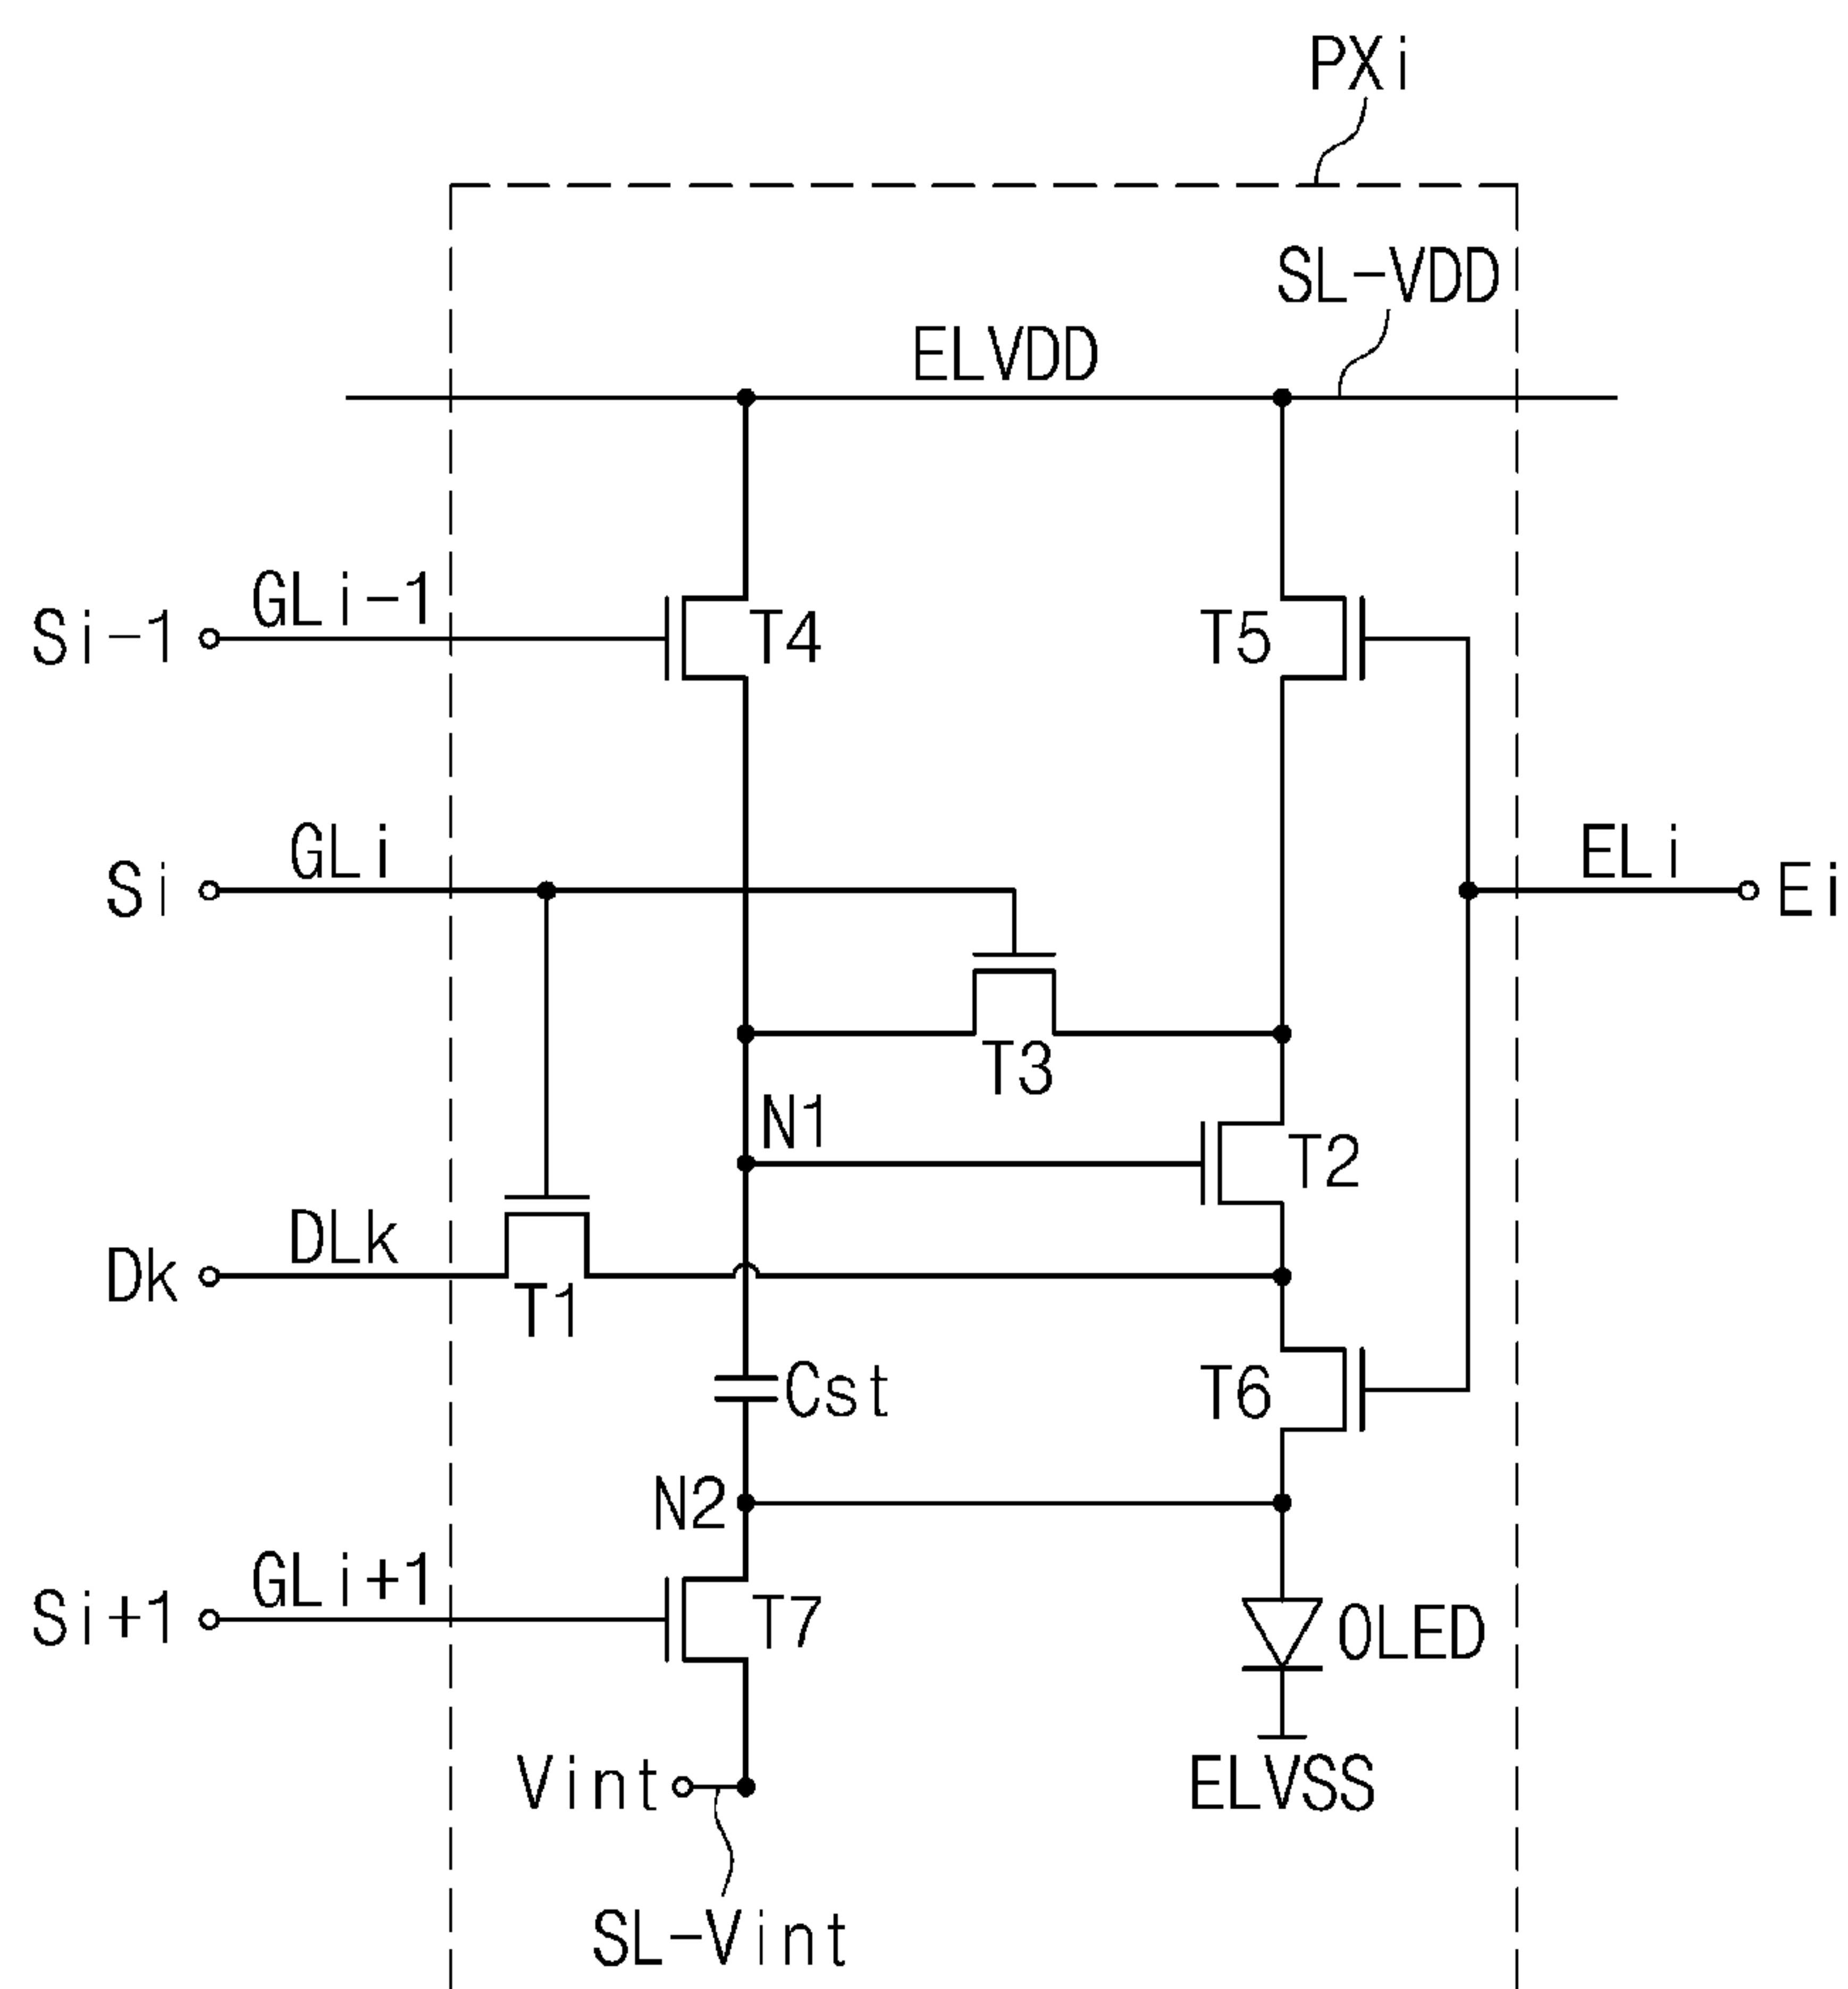 PXi
SL-VDD
ELVDD
GLi-1
Si-1
T4
T5
GLi
Si
ELi
Ei
T3
N1
T2
DLk
Dk
T1
Cst
T6
N2
GLi+1
Si+1
T7
OLED
Vint
ELVSS
SL-Vint